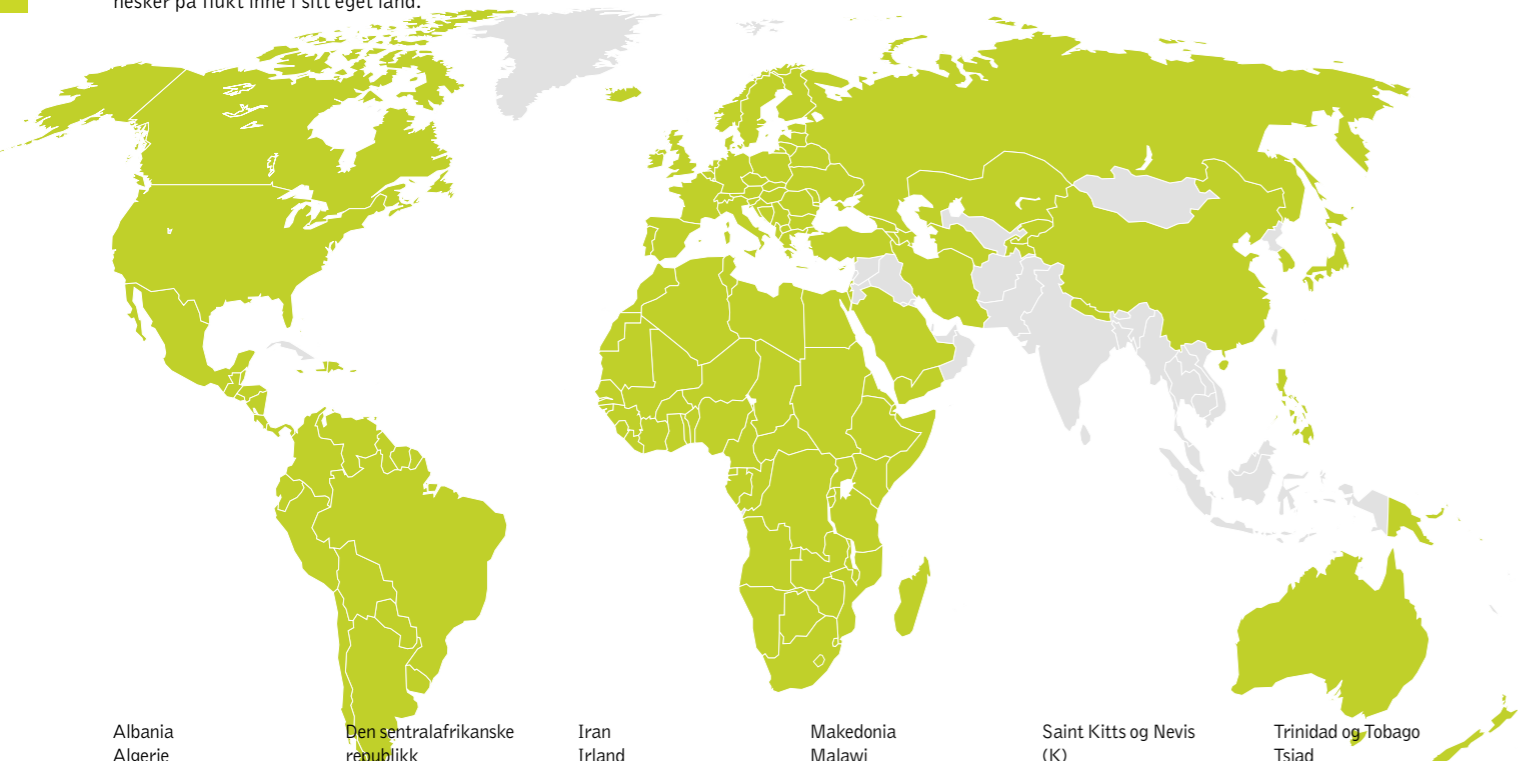 nesker på flukt inne i sitt eget land.
Albania
Algerie
Den sentralafrikanske
republikk
Iran
Irland
Makedonia
Malawi
Saint Kitts og Nevis
(K)
Trinidad og Tobago
Tsjad